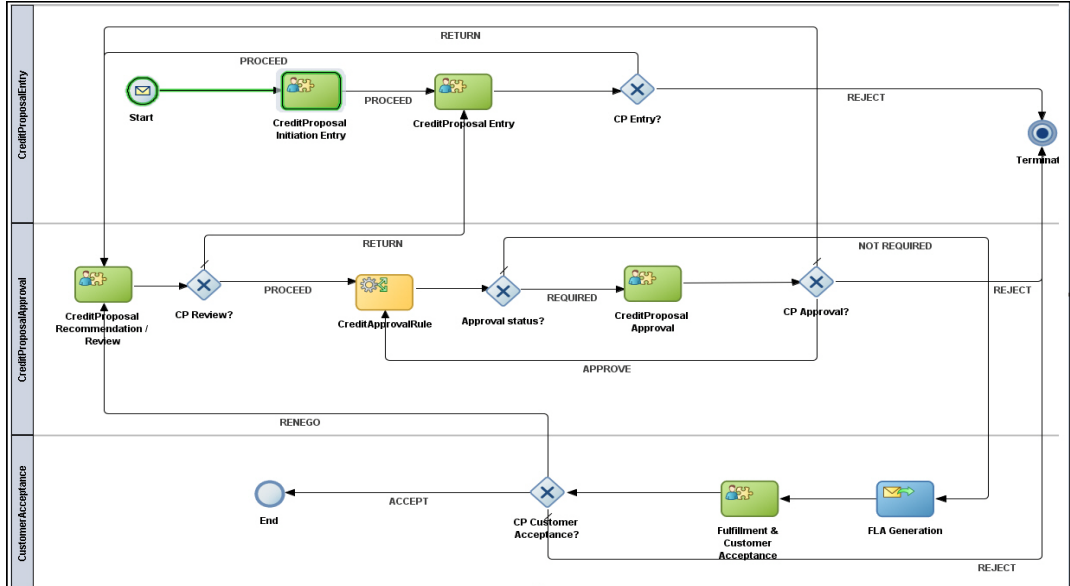 CreditProposalEntry
RETURN
PROCEED
Start
CreditProposal
Initiation Entry
PROCEED
CreditProposal Entry
CP Entry?
REJECT
Terminat
CreditProposalApproval
RETURN
NOT REQUIRED
CreditProposal
Recommendation /
Review
CP Review?
PROCEED
CreditApprovalRule
Approval status?
REQUIRED
CreditProposal
Approval
CP Approval?
REJECT
APPROVE
RENEGO
CustomerAcceptance
End
ACCEPT
CP Customer
Acceptance?
Fulfillment &
Customer
Acceptance
FLA Generation
REJECT